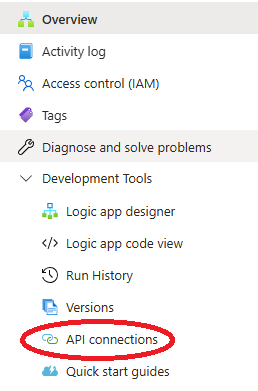 Overview
Activity log
Access control (IAM)
Tags
Diagnose and solve problems
Development Tools
Logic app designer
Logic app code view
Run History
Versions
API connections
Quick start guides